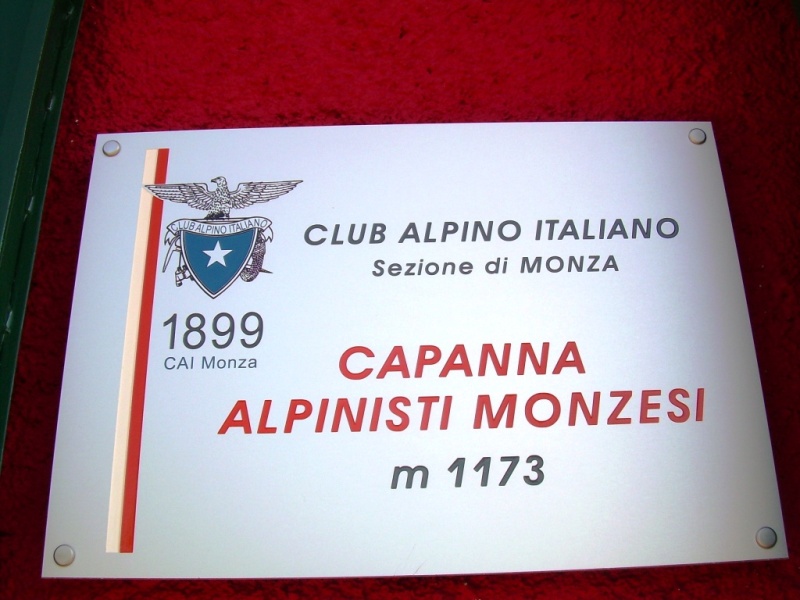 CLUB ALPINO ITALIANO
CLUB ALPINO ITALIANO
Sezione di MONZA
1899
CAI Monza
CAPANNA
ALPINISTI MONZESI
m 1173